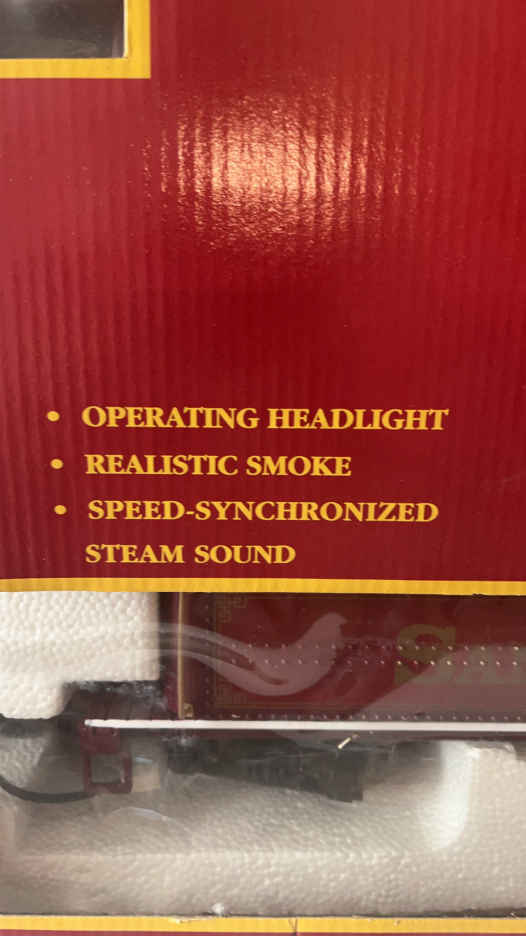 • OPERATING HEADLIGHT
• REALISTIC SMOKE
• SPEED-SYNCHRONIZED
STEAM SOUND